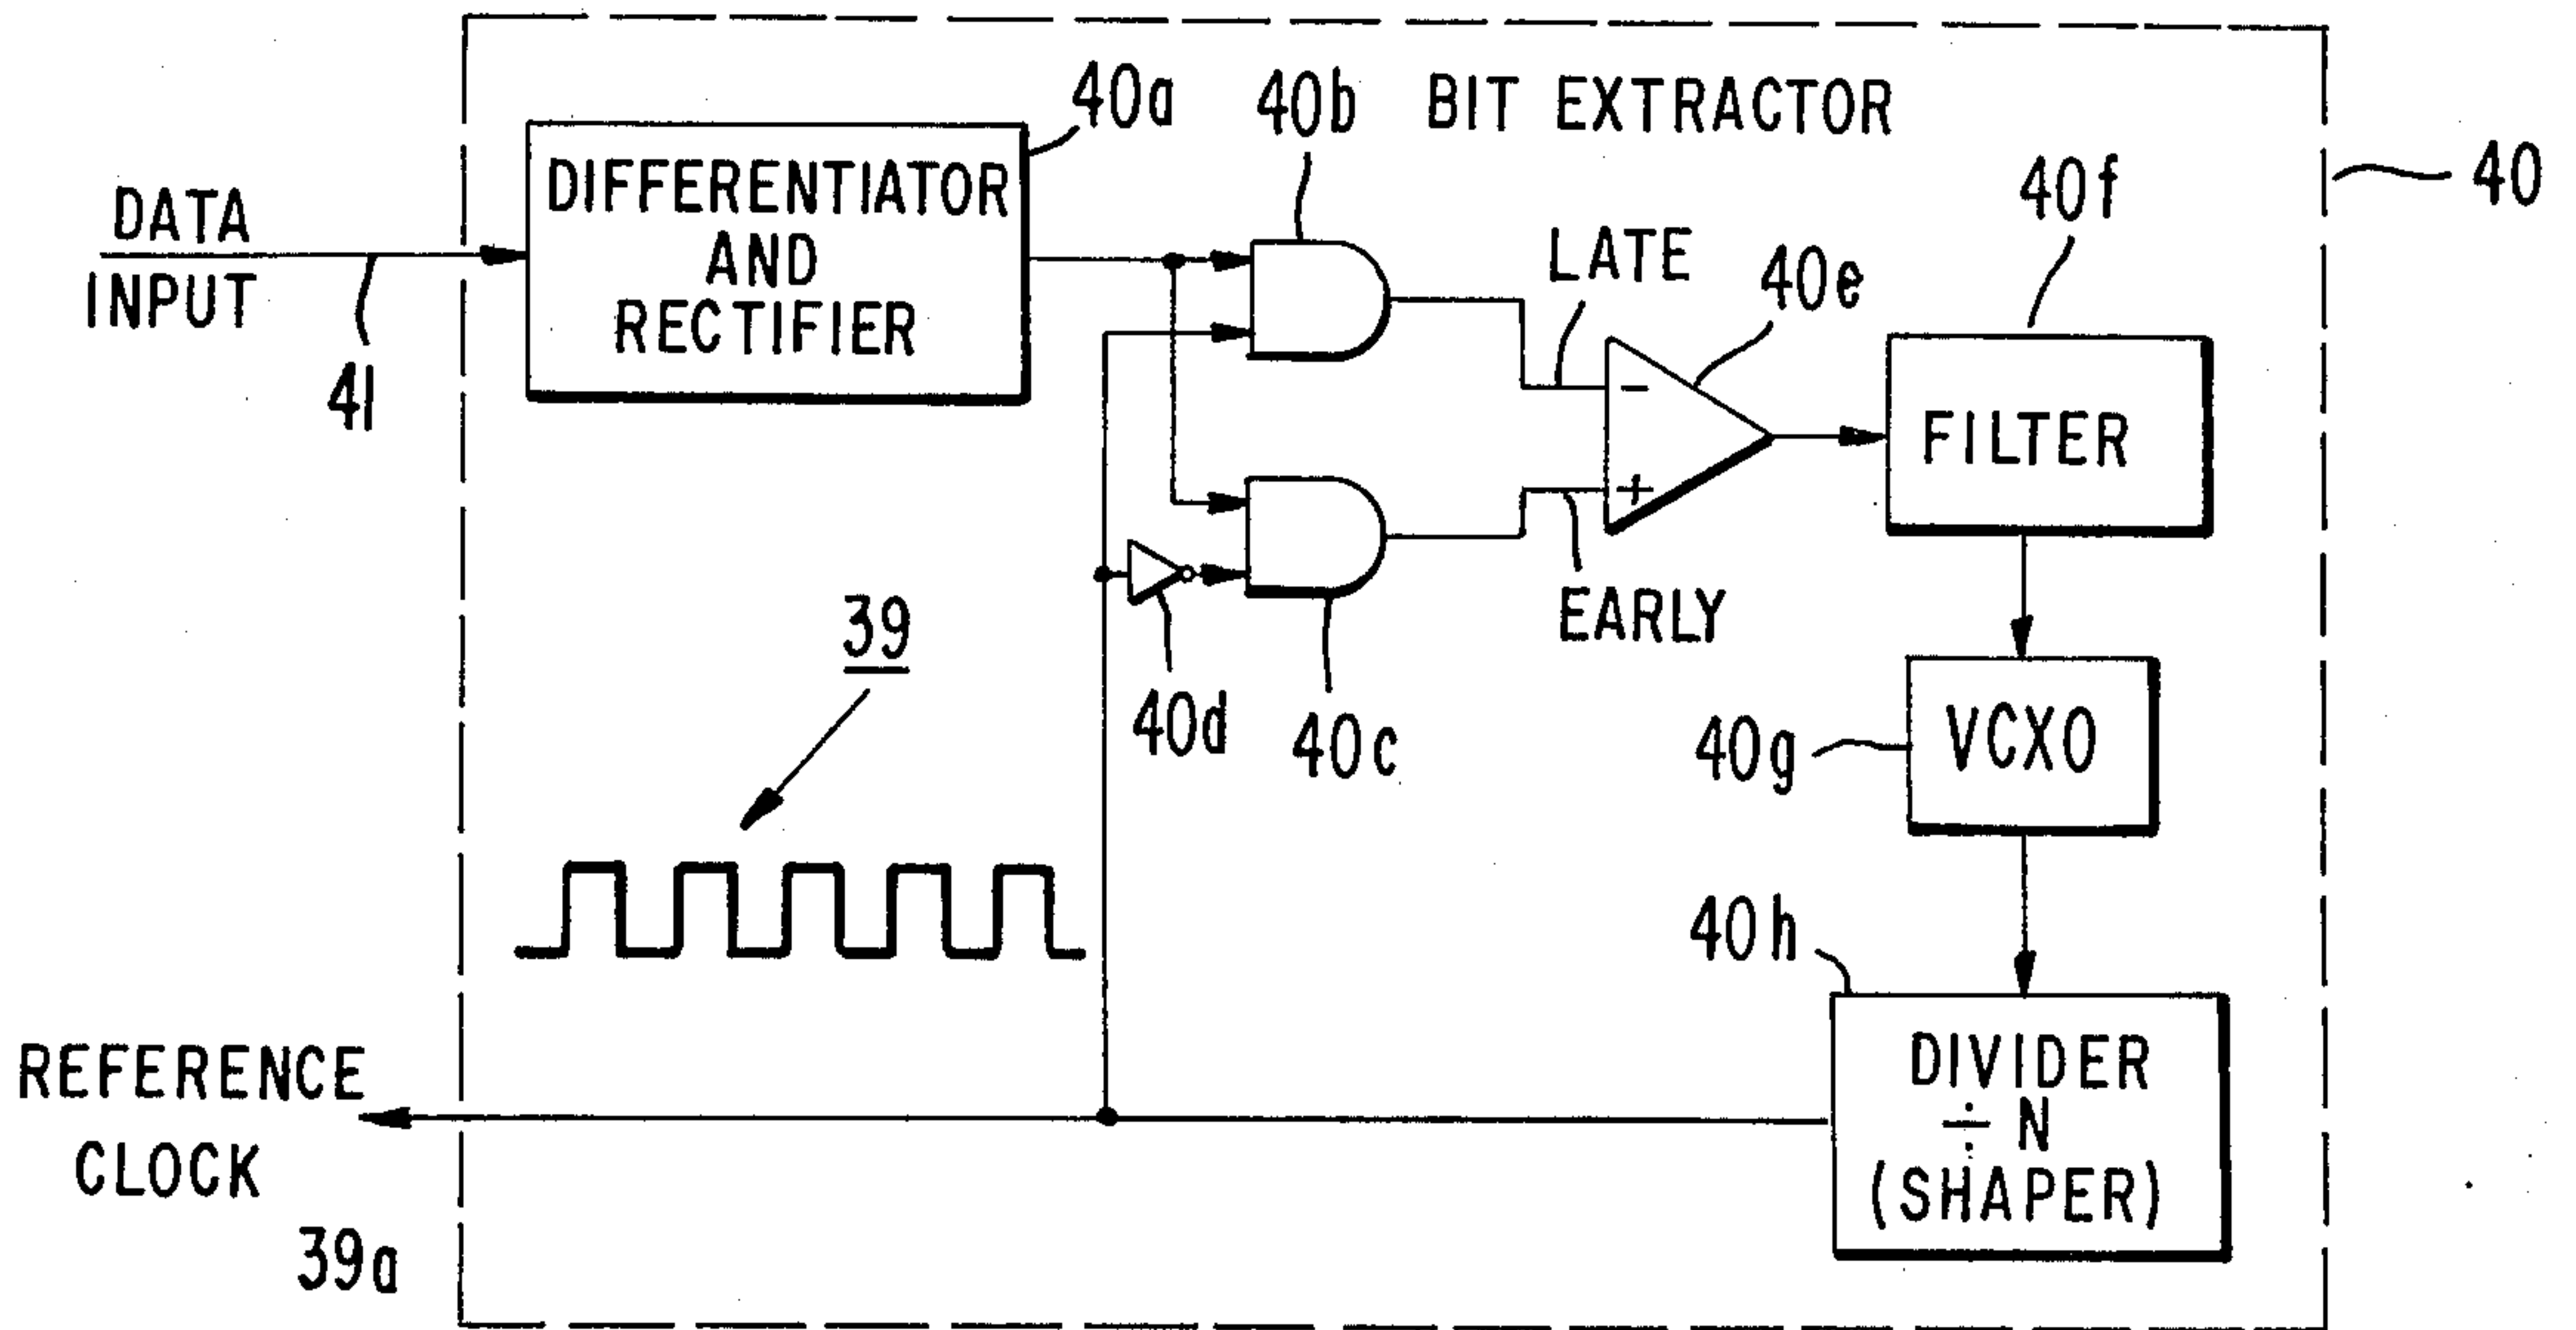 40a
40b
BIT EXTRACTOR
40
DATA
INPUT
41
DIFFERENTIATOR
AND
RECTIFIER
LATE
40e
40f
-
+
FILTER
EARLY
39
40d
40c
40g
VCXO
40h
DIVIDER
÷ N
(SHAPER)
REFERENCE
CLOCK
39a